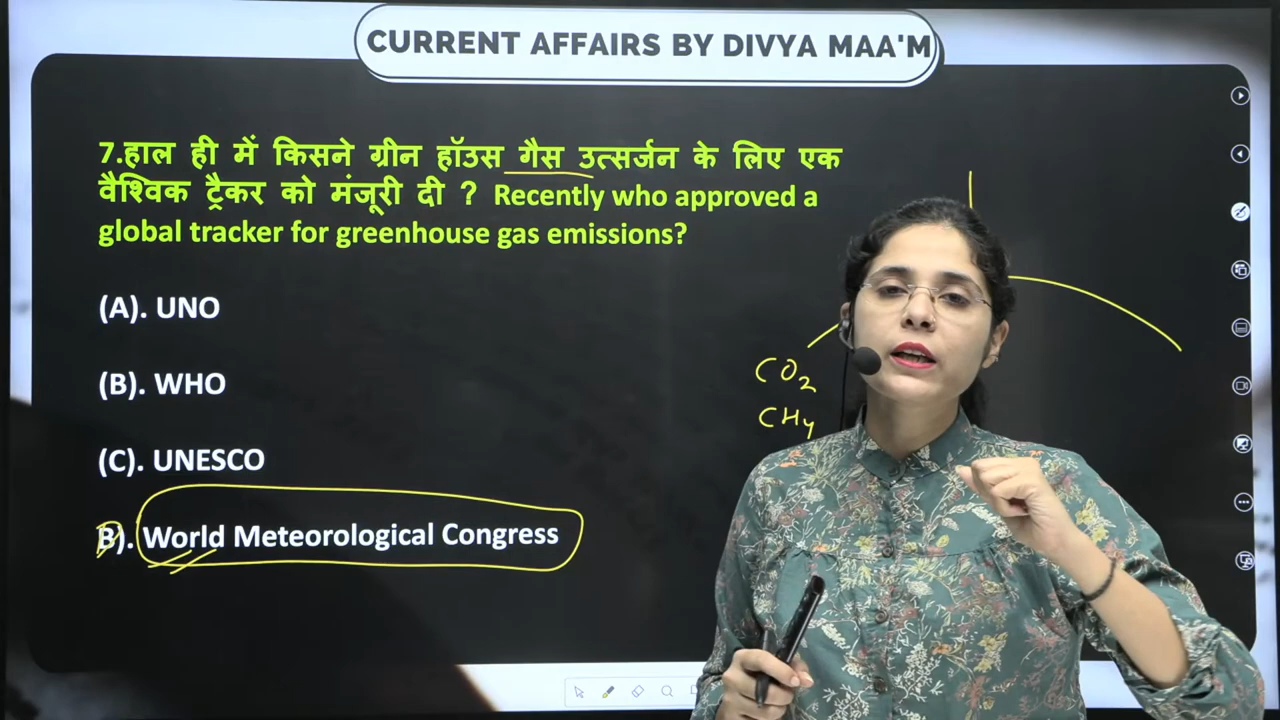 CURRENT AFFAIRS BY DIVYA MAA'M
7.हाल ही में किसने ग्रीन हॉउस गैस उत्सर्जन के लिए एक
वैश्विक ट्रैकर को मंजूरी दी ? Recently who approved a
global tracker for greenhouse gas emissions?
(A). UNO
(B). WHO
CO2
CH4
(C). UNESCO
B). World Meteorological Congress